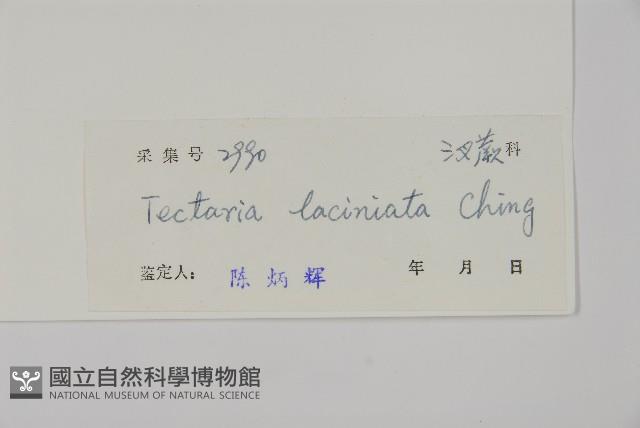 采集号 2990 三叉蕨科
Tectaria laciniata Ching
鉴定人： 陈炳辉 年 月 日
國立自然科學博物館
NATIONAL MUSEUM OF NATURAL SCIENCE